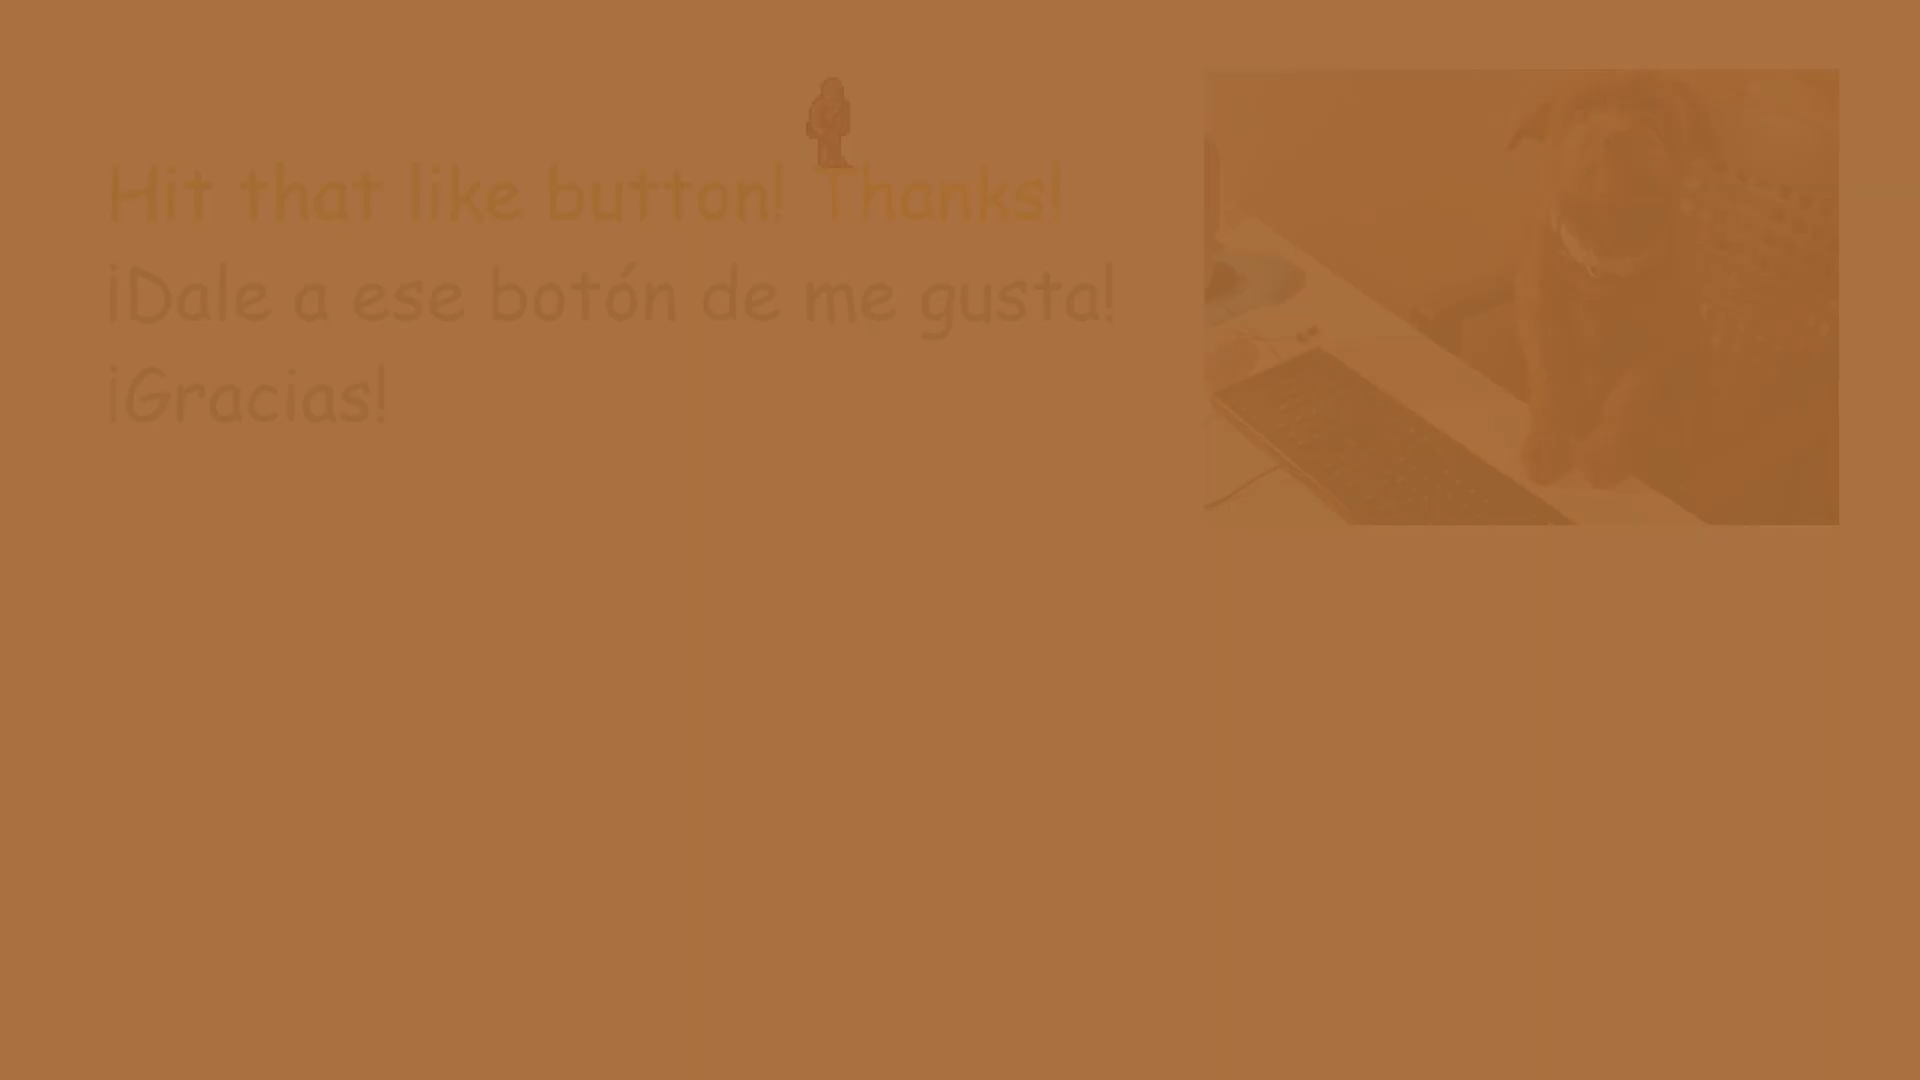 Hit that like button! Thanks!
¡Dale a ese botón de me gusta!
¡Gracias!